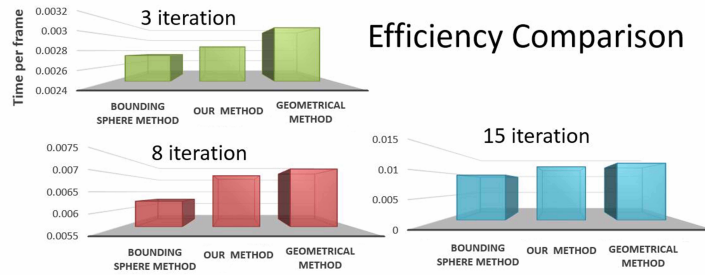 Efficiency Comparison
3 iteration
Time per frame
0.0032
0.003
0.0028
0.0026
0.0024
BOUNDING
SPHERE METHOD
OUR METHOD
GEOMETRICAL
METHOD
8 iteration
0.0075
0.007
0.0065
0.006
0.0055
BOUNDING
SPHERE METHOD
OUR METHOD
GEOMETRICAL
METHOD
15 iteration
0.015
0.01
0.005
0
BOUNDING
SPHERE METHOD
OUR METHOD
GEOMETRICAL
METHOD